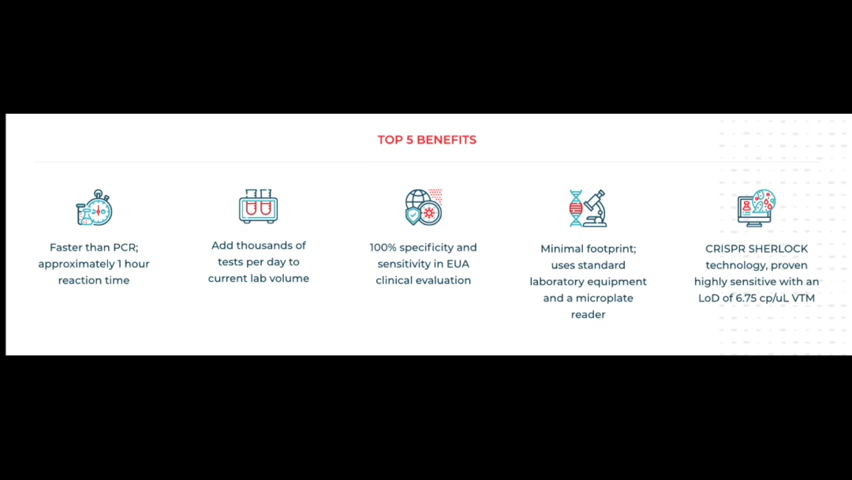 TOP 5 BENEFITS
Faster than PCR;
approximately 1 hour
reaction time
Add thousands of
tests per day to
current lab volume
100% specificity and
sensitivity in EUA
clinical evaluation
Minimal footprint;
uses standard
laboratory equipment
and a microplate
reader
CRISPR SHERLOCK
technology, proven
highly sensitive with an
LoD of 6.75 cp/uL VTM